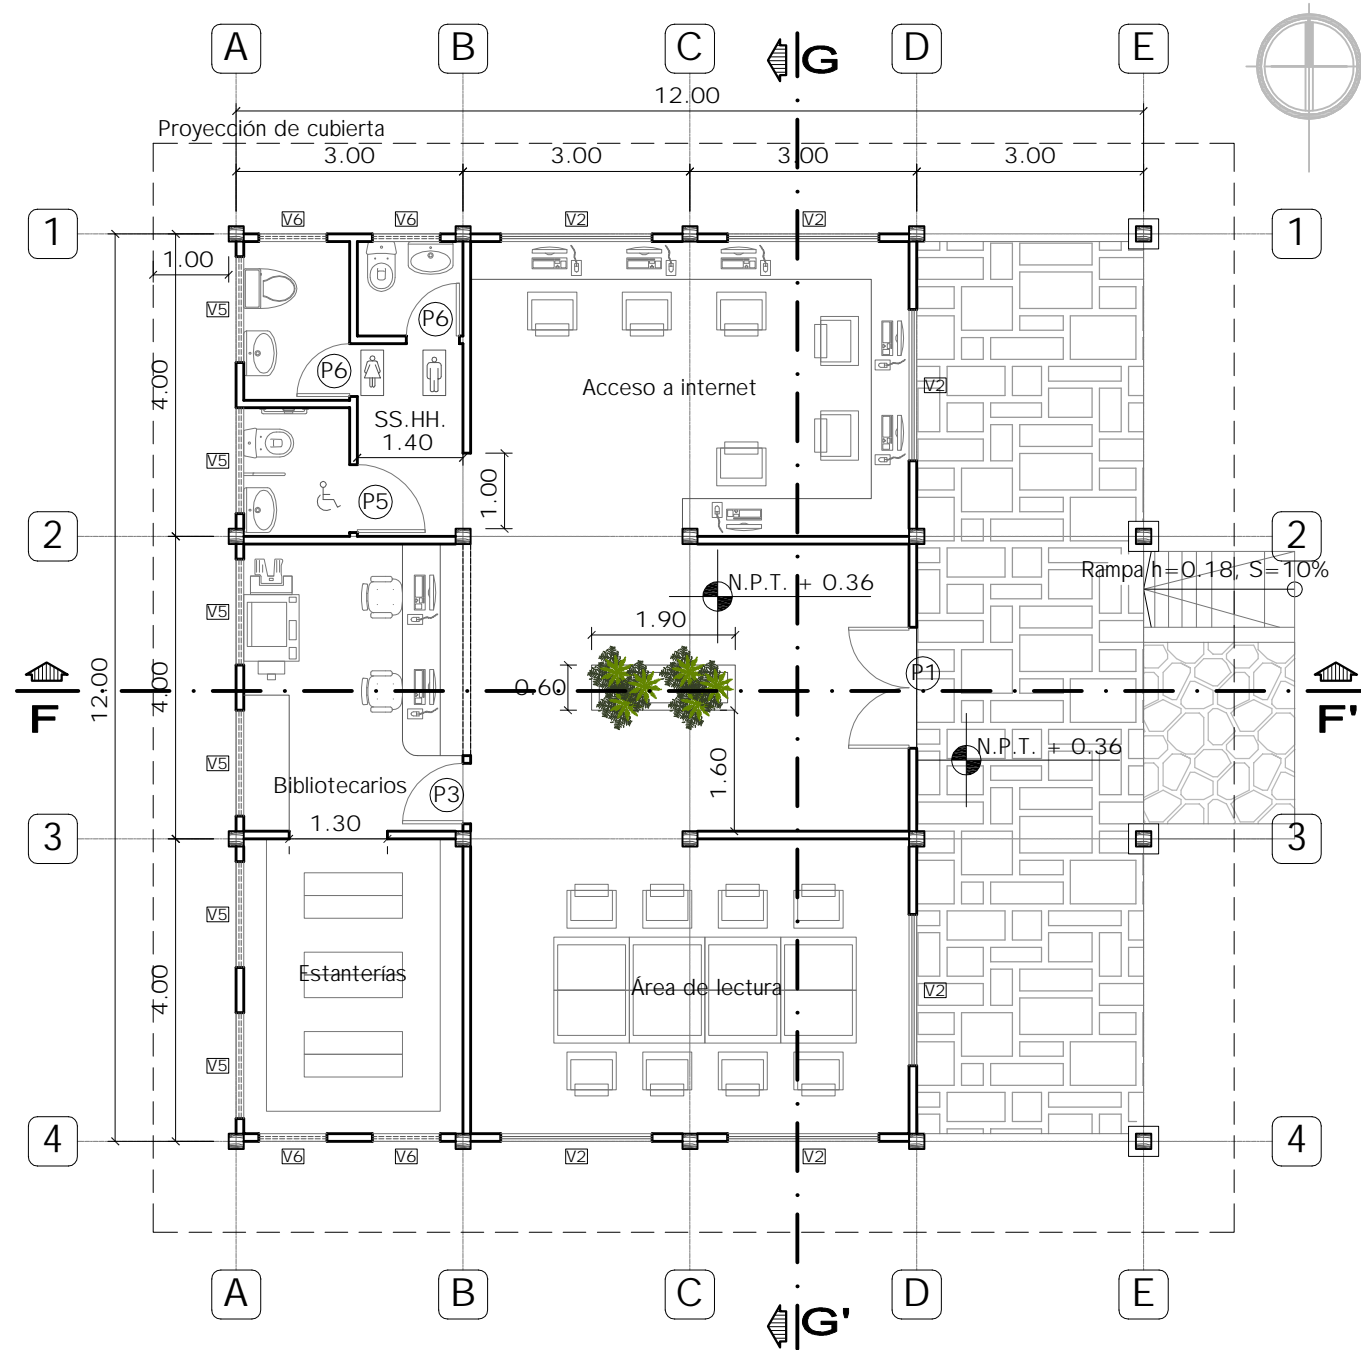 A B C D E
G
12.00
Proyección de cubierta
3.00 3.00 3.00 3.00
V6 V6 V2 V2
1 1
1.00
V5
P6
P6
4.00
Acceso a internet
V2
SS.HH.
1.40
V5
1.00
P5
2 2
Rampa h=0.18, S=10%
N.P.T. + 0.36
V5
1.90
12.00
4.00
0.60
P1
F F'
N.P.T. + 0.36
V5
Bibliotecarios
P3
1.60
1.30
3 3
V5
4.00
Estanterías
Área de lectura
V2
V5
4 4
V6 V6 V2 V2
A B C D E
G'